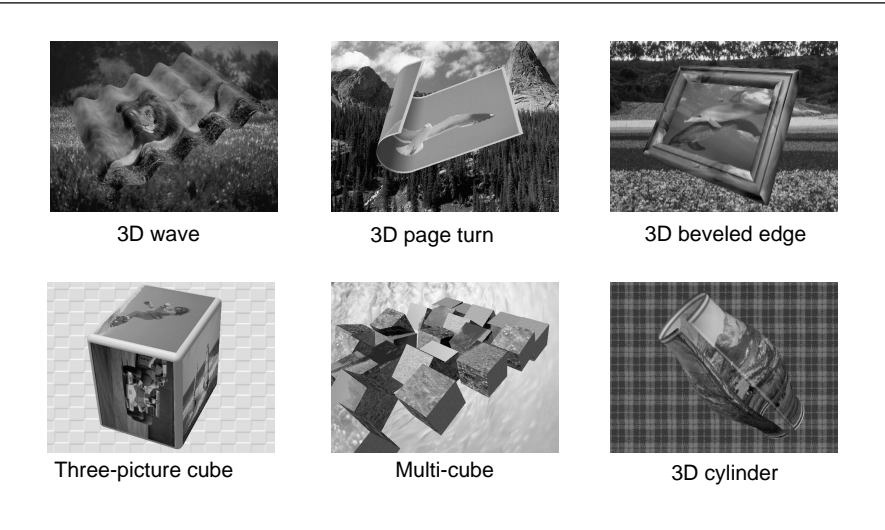 3D wave
3D page turn
3D beveled edge
Three-picture cube
Multi-cube
3D cylinder